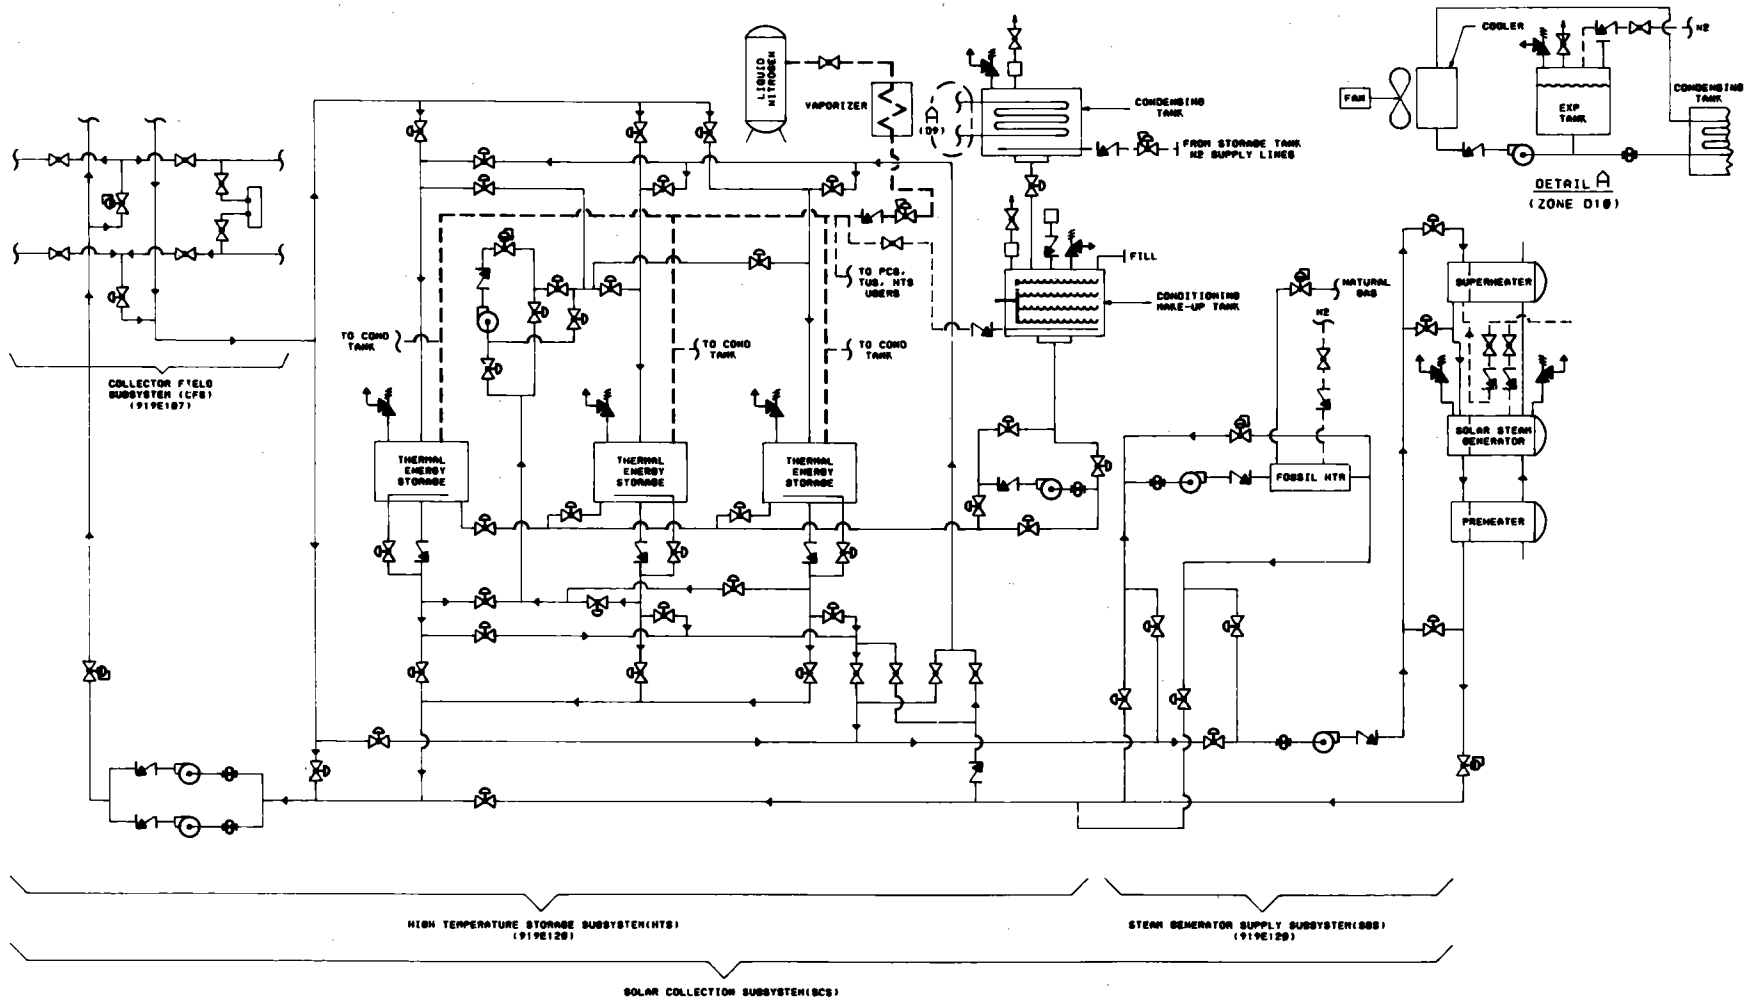 LIQUID
NITROGEN
VAPORIZER
A
(D9)
CONDENSING
TANK
FROM STORAGE TANK
N2 SUPPLY LINES
COOLER
FAN
EXP
TANK
N2
CONDENSING
TANK
DETAIL A
(ZONE D10)
TO PCS,
TUS, HTS
USERS
FILL
CONDITIONING
MAKE-UP TANK
NATURAL
GAS
N2
SUPERHEATER
SOLAR STEAM
GENERATOR
PREHEATER
FOSSIL HTR
TO COND
TANK
TO COND
TANK
TO COND
TANK
COLLECTOR FIELD
SUBSYSTEM (CFS)
(919E107)
THERMAL
ENERGY
STORAGE
THERMAL
ENERGY
STORAGE
THERMAL
ENERGY
STORAGE
HIGH TEMPERATURE STORAGE SUBSYSTEM(HTS)
(919E120)
STEAM GENERATOR SUPPLY SUBSYSTEM(SGS)
(919E120)
SOLAR COLLECTION SUBSYSTEM(SCS)